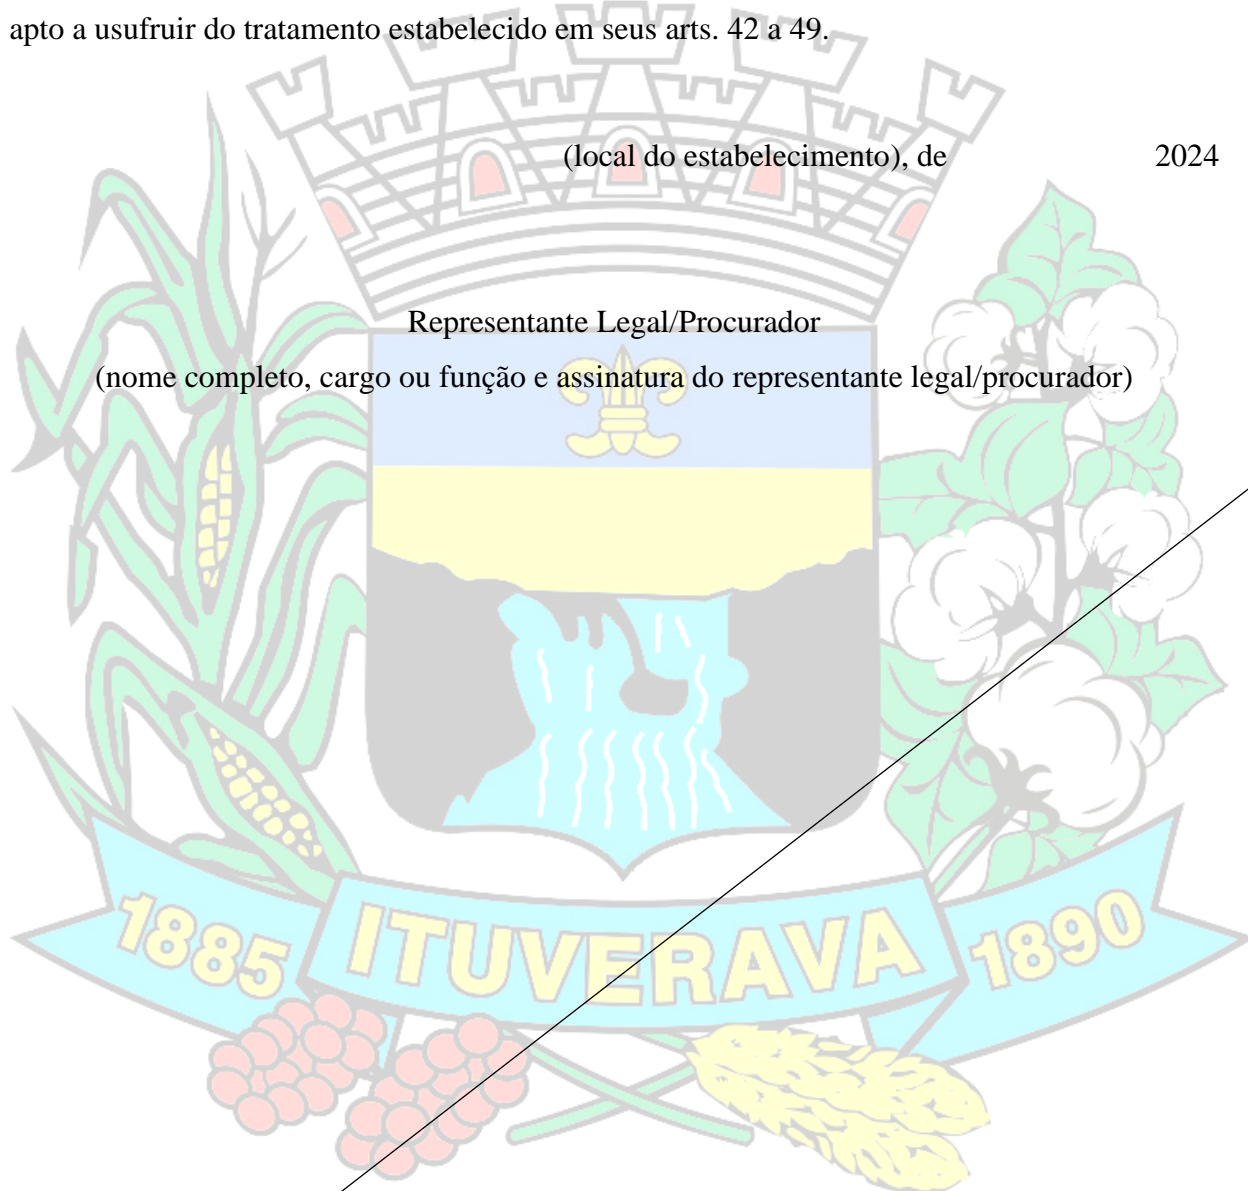 apto a usufruir do tratamento estabelecido em seus arts. 42 a 49.
(local do estabelecimento), de 2024
Representante Legal/Procurador
(nome completo, cargo ou função e assinatura do representante legal/procurador)
1885 ITUVERAVA 1890